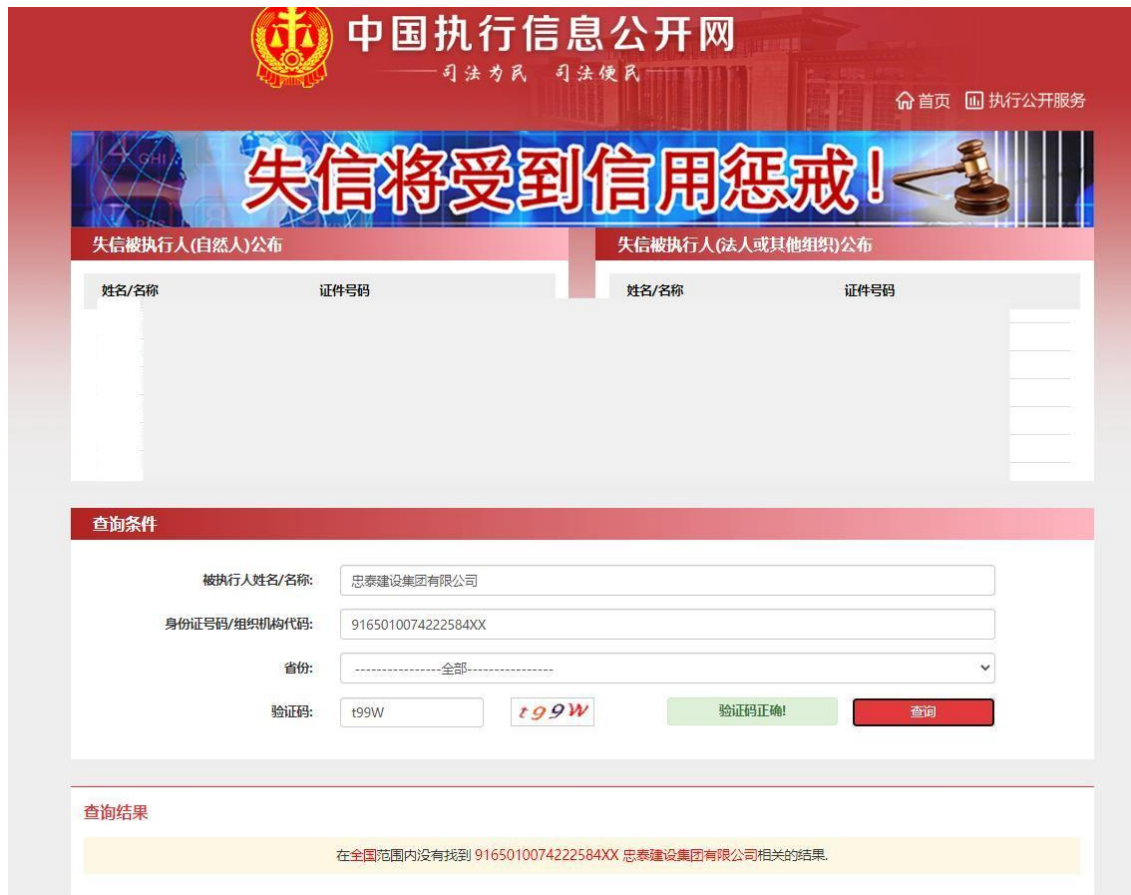 中国执行信息公开网
司法为民 司法便民
首页 执行公开服务
GHI
失信将受到信用惩戒!
失信被执行人(自然人)公布
失信被执行人(法人或其他组织)公布
姓名/名称 证件号码
姓名/名称 证件号码
查询条件
被执行人姓名/名称: 忠泰建设集团有限公司
身份证号码/组织机构代码: 9165010074222584XX
省份: ----------------全部----------------
验证码: t99W t99W 验证码正确! 查询
查询结果
在全国范围内没有找到 9165010074222584XX 忠泰建设集团有限公司相关的结果.